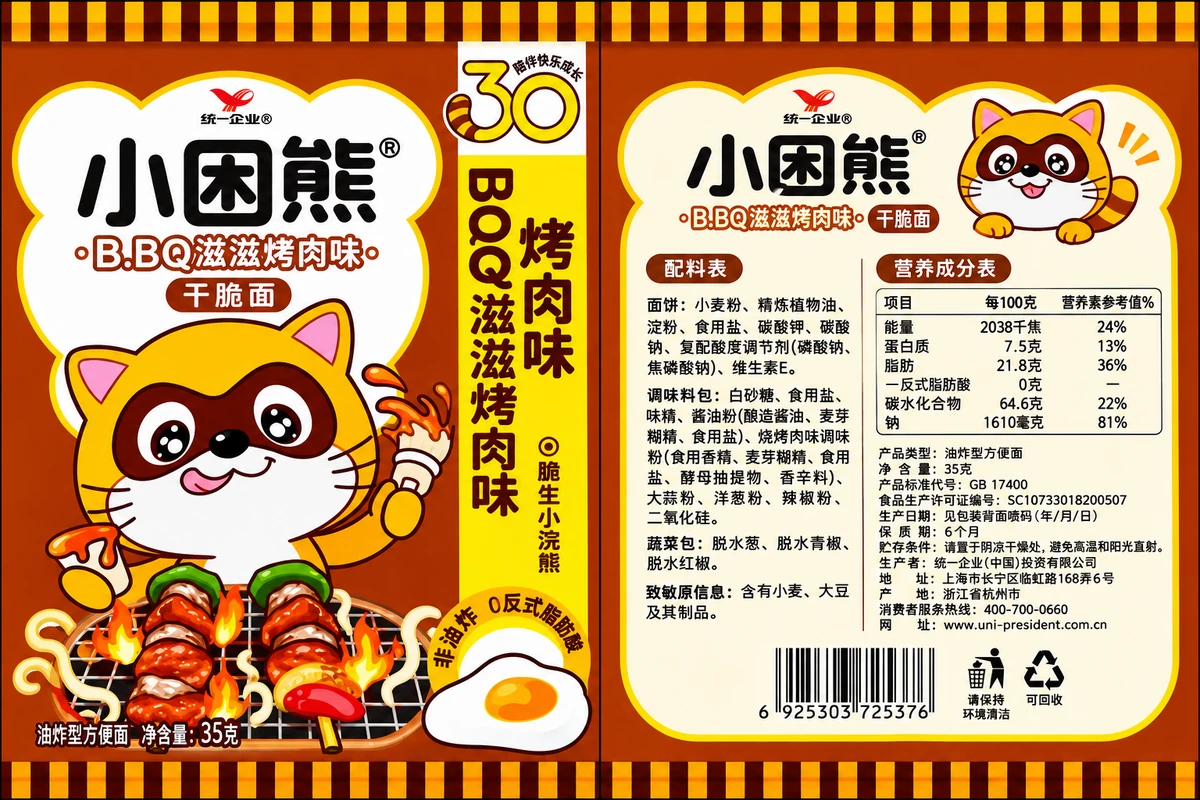 统一企业®
小困熊®
·B.BQ滋滋烤肉味·
干脆面
30
陪伴快乐成长
烤肉味
BQQ滋滋烤肉味
◎脆生小浣熊
非油炸 0反式脂肪酸
油炸型方便面 净含量:35克
统一企业®
小困熊®
·B.BQ滋滋烤肉味·
干脆面
配料表
面饼:小麦粉、精炼植物油、
淀粉、食用盐、碳酸钾、碳酸
钠、复配酸度调节剂(磷酸钠、
焦磷酸钠)、维生素E。
调味料包:白砂糖、食用盐、
味精、酱油粉(酿造酱油、麦芽
糊精、食用盐)、烧烤肉味调味
粉(食用香精、麦芽糊精、食用
盐、酵母抽提物、香辛料)、
大蒜粉、洋葱粉、辣椒粉、
二氧化硅。
蔬菜包:脱水葱、脱水青椒、
脱水红椒。
致敏原信息:含有小麦、大豆
及其制品。
营养成分表
项目 每100克 营养素参考值%
能量 2038千焦 24%
蛋白质 7.5克 13%
脂肪 21.8克 36%
—反式脂肪酸 0克 —
碳水化合物 64.6克 22%
钠 1610毫克 81%
产品类型:油炸型方便面
净 含 量:35克
产品标准代号:GB 17400
食品生产许可证编号:SC10733018200507
生产日期:见包装背面喷码(年/月/日)
保 质 期:6个月
贮存条件:请置于阴凉干燥处,避免高温和阳光直射。
生产者:统一企业(中国)投资有限公司
地 址:上海市长宁区临虹路168弄6号
产 地:浙江省杭州市
消费者服务热线:400-700-0660
网 址:www.uni-president.com.cn
6 925303 725376
请保持
环境清洁
可回收